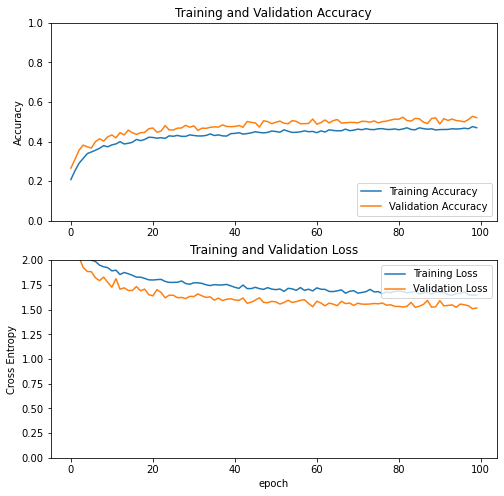 Training and Validation Accuracy
Accuracy
1.0
0.8
0.6
0.4
0.2
0.0
Training Accuracy
Validation Accuracy
0 20 40 60 80 100
Training and Validation Loss
Cross Entropy
2.00
1.75
1.50
1.25
1.00
0.75
0.50
0.25
0.00
Training Loss
Validation Loss
0 20 40 60 80 100
epoch